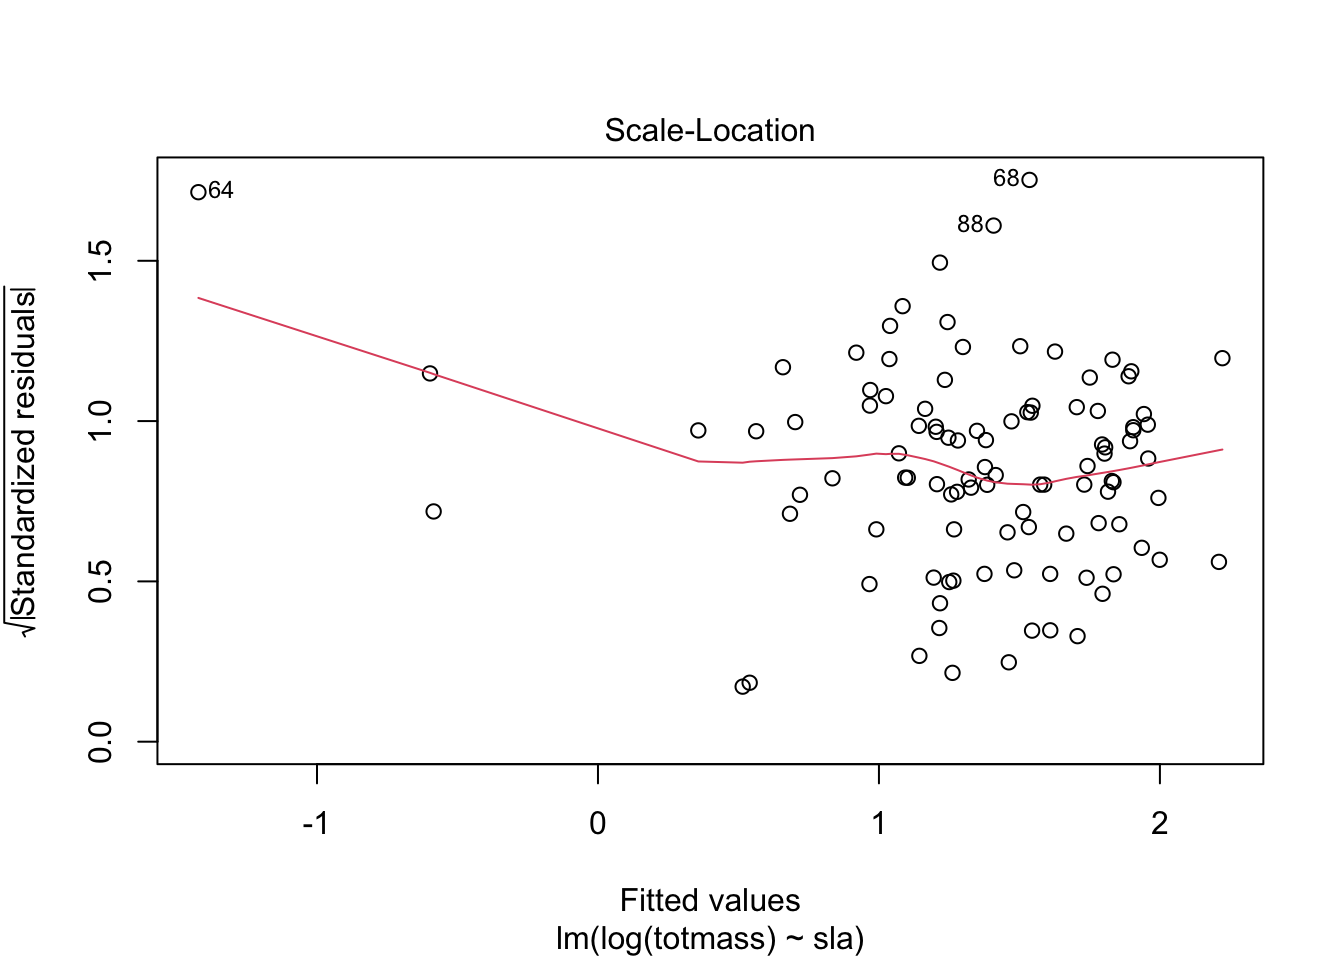 Scale-Location
64
68
88
√|Standardized residuals|
0.0
0.5
1.0
1.5
-1
0
1
2
Fitted values
lm(log(totmass) ~ sla)